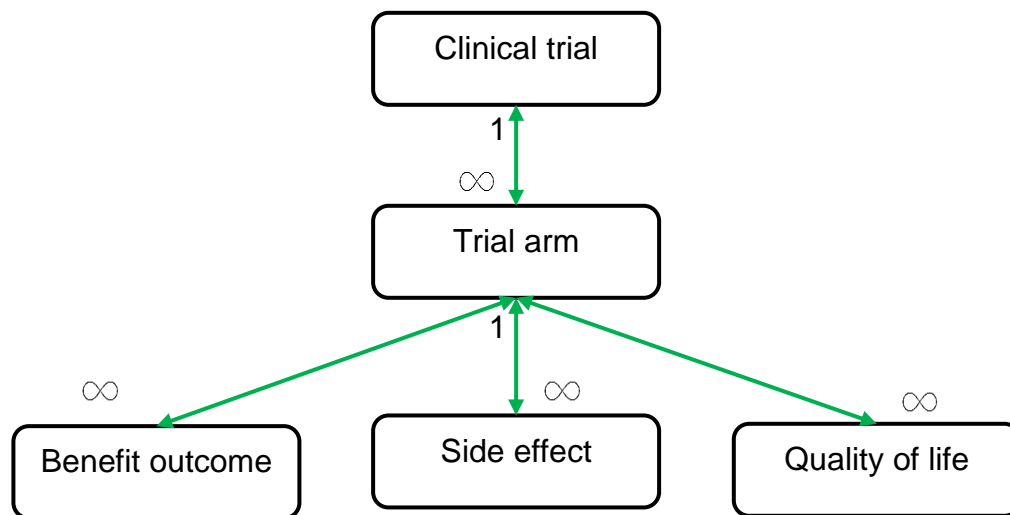 Clinical trial
1
∞
Trial arm
1
∞
∞
∞
Benefit outcome
Side effect
Quality of life